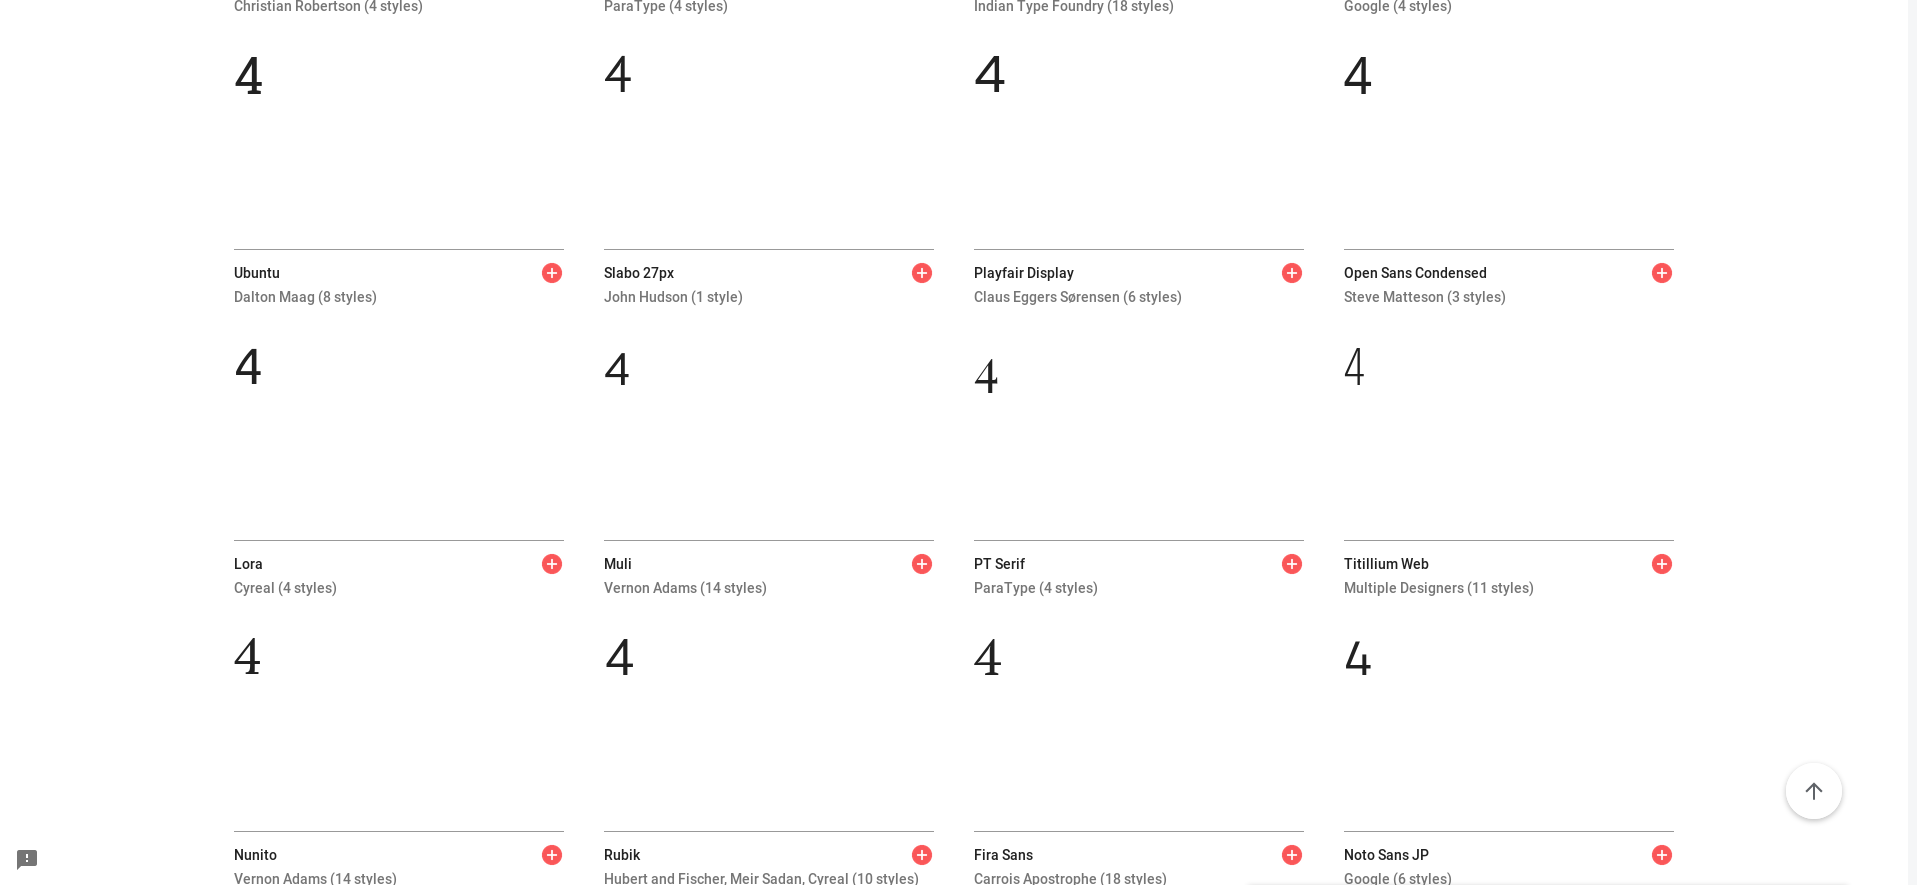 Christian Robertson (4 styles)
ParaType (4 styles)
Indian Type Foundry (18 styles)
Google (4 styles)
4
4
4
4
Ubuntu
Dalton Maag (8 styles)
Slabo 27px
John Hudson (1 style)
Playfair Display
Claus Eggers Sørensen (6 styles)
Open Sans Condensed
Steve Matteson (3 styles)
4
4
4
4
Lora
Cyreal (4 styles)
Muli
Vernon Adams (14 styles)
PT Serif
ParaType (4 styles)
Titillium Web
Multiple Designers (11 styles)
4
4
4
4
Nunito
Vernon Adams (14 styles)
Rubik
Hubert and Fischer, Meir Sadan, Cyreal (10 styles)
Fira Sans
Carrois Apostrophe (18 styles)
Noto Sans JP
Google (6 styles)